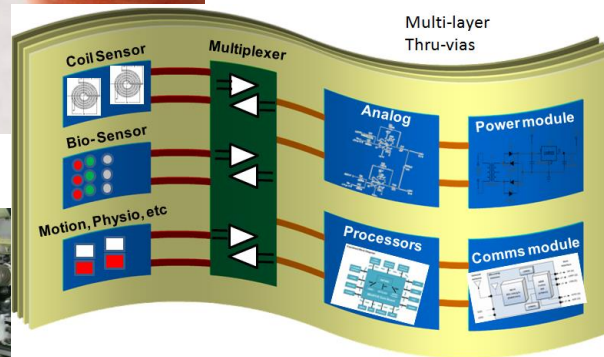 Multi-layer
Thru-vias
Coil Sensor
Multiplexer
Bio-Sensor
Motion, Physio, etc
Analog
Power module
Processors
Comms module